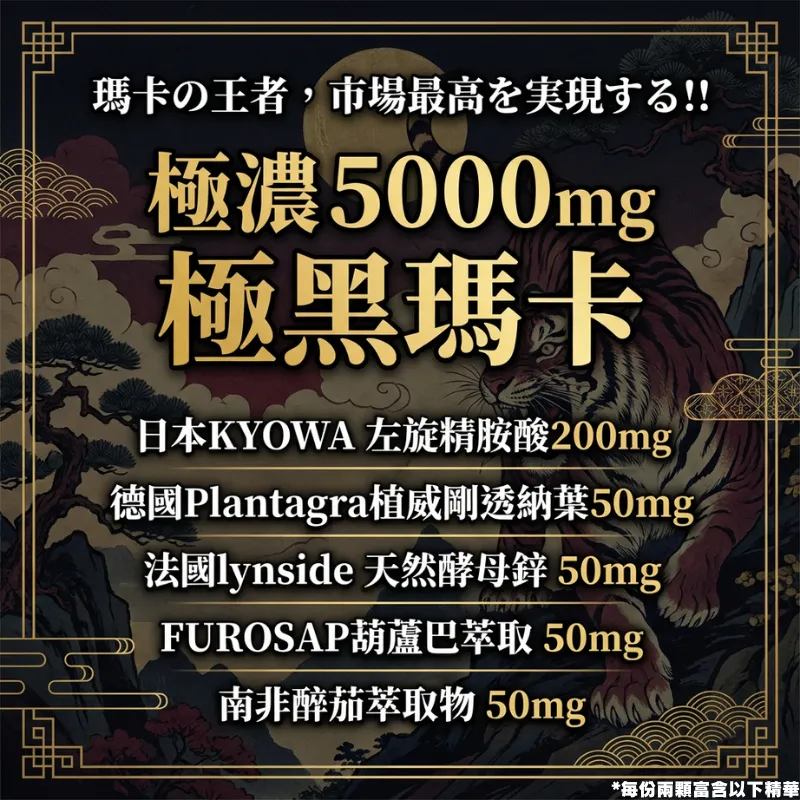 瑪卡の王者，市場最高を実現する!!
極濃5000mg
極黑瑪卡
日本KYOWA 左旋精胺酸200mg
德國Plantagra植威剛透納葉50mg
法國lynside 天然酵母鋅 50mg
FUROSAP葫蘆巴萃取 50mg
南非醉茄萃取物 50mg
*每份兩顆富含以下精華